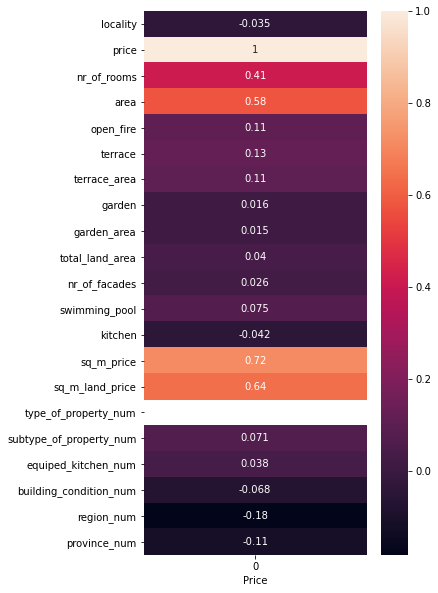 locality -0.035
price 1
nr_of_rooms 0.41
area 0.58
open_fire 0.11
terrace 0.13
terrace_area 0.11
garden 0.016
garden_area 0.015
total_land_area 0.04
nr_of_facades 0.026
swimming_pool 0.075
kitchen -0.042
sq_m_price 0.72
sq_m_land_price 0.64
type_of_property_num
subtype_of_property_num 0.071
equiped_kitchen_num 0.038
building_condition_num -0.068
region_num -0.18
province_num -0.11
0
Price
1.0
0.8
0.6
0.4
0.2
0.0